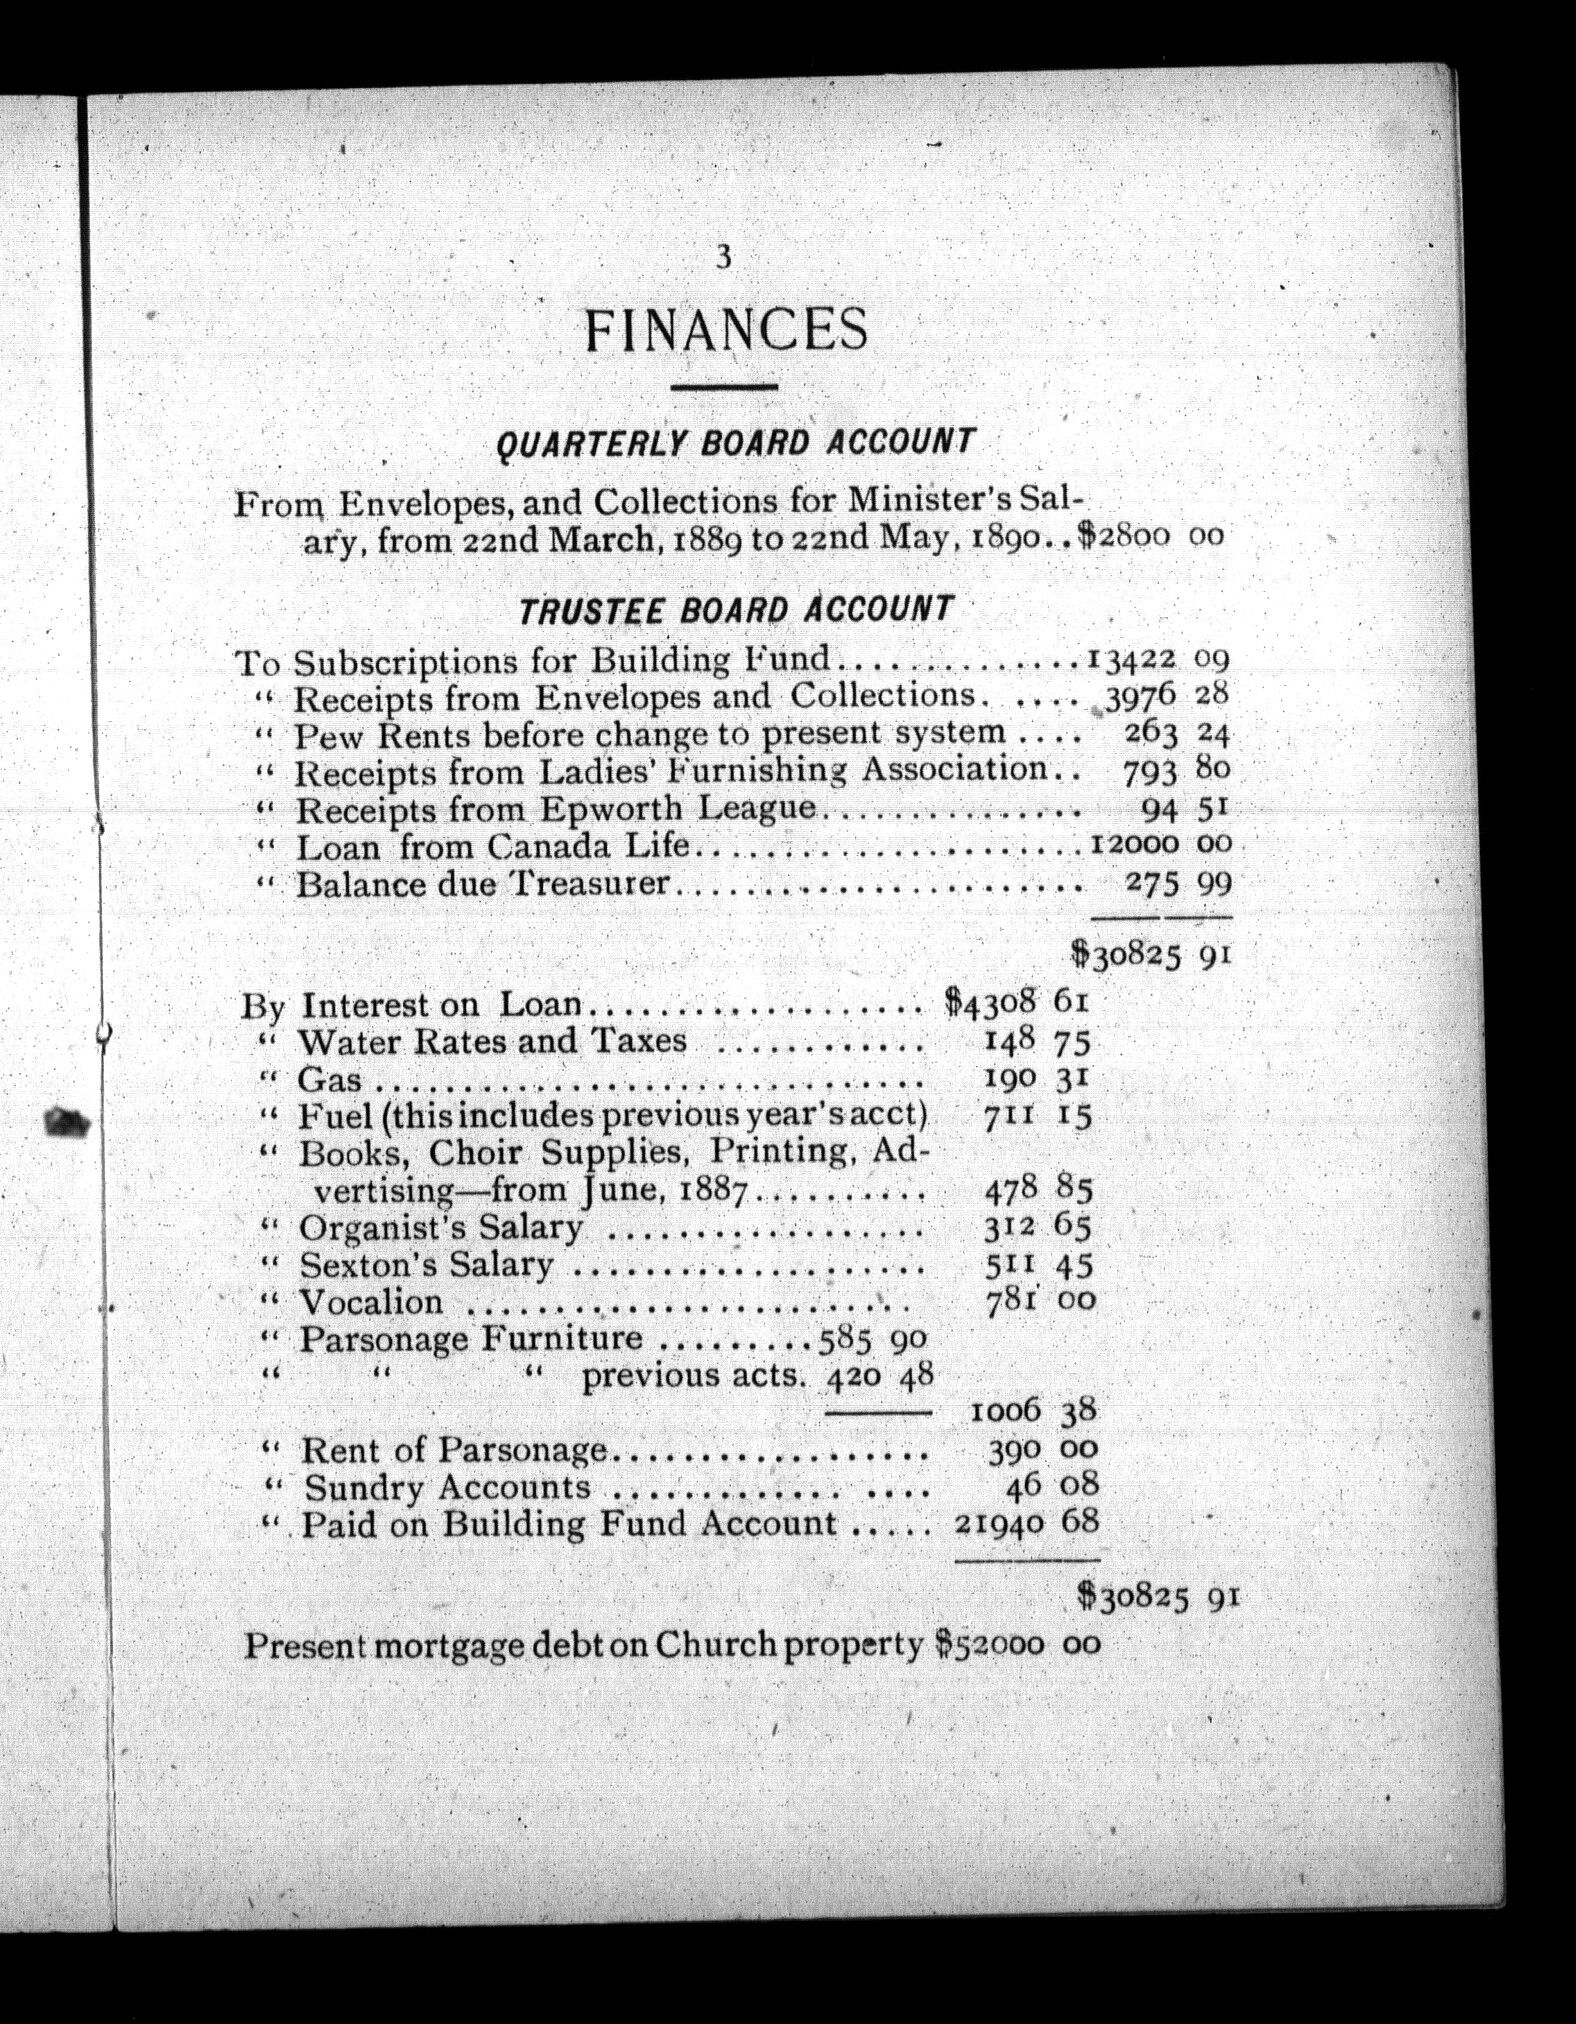 3
FINANCES
QUARTERLY BOARD ACCOUNT
From Envelopes, and Collections for Minister's Sal-
ary, from 22nd March, 1889 to 22nd May, 1890..$2800 00
TRUSTEE BOARD ACCOUNT
To Subscriptions for Building Fund..............13422 09
“ Receipts from Envelopes and Collections. .... 3976 28
“ Pew Rents before change to present system .... 263 24
“ Receipts from Ladies' Furnishing Association.. 793 80
“ Receipts from Epworth League............... 94 51
“ Loan from Canada Life......................12000 00
“ Balance due Treasurer....................... 275 99
$30825 91
By Interest on Loan................... $4308 61
“ Water Rates and Taxes ............ 148 75
“ Gas ............................... 190 31
“ Fuel (this includes previous year's acct) 711 15
“ Books, Choir Supplies, Printing, Ad-
vertising—from June, 1887.......... 478 85
“ Organist's Salary .................. 312 65
“ Sexton's Salary .................... 511 45
“ Vocalion ......................... 781 00
“ Parsonage Furniture .........585 90
“ “ “ previous acts. 420 48
1006 38
“ Rent of Parsonage.................. 390 00
“ Sundry Accounts ............. .... 46 08
“ Paid on Building Fund Account ..... 21940 68
$30825 91
Present mortgage debt on Church property $52000 00